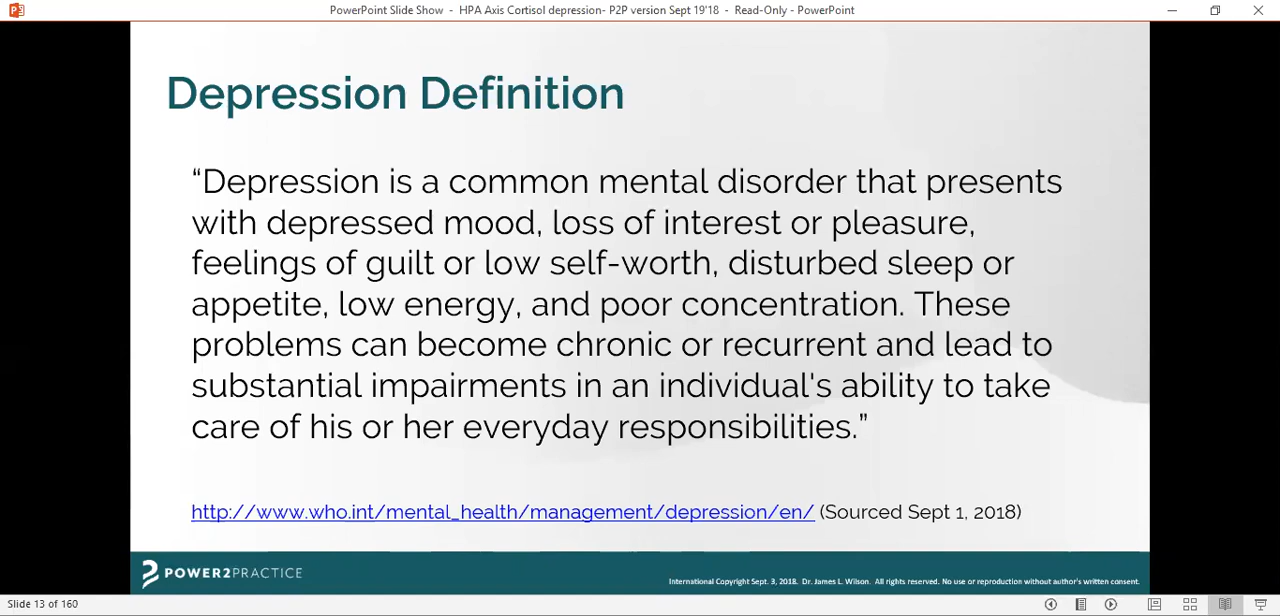 PowerPoint Slide Show - HPA Axis Cortisol depression- P2P version Sept 19'18 - Read-Only - PowerPoint
Depression Definition
“Depression is a common mental disorder that presents
with depressed mood, loss of interest or pleasure,
feelings of guilt or low self-worth, disturbed sleep or
appetite, low energy, and poor concentration. These
problems can become chronic or recurrent and lead to
substantial impairments in an individual's ability to take
care of his or her everyday responsibilities.”
http://www.who.int/mental_health/management/depression/en/ (Sourced Sept 1, 2018)
POWER2PRACTICE
International Copyright Sept. 3, 2018. Dr. James L. Wilson. All rights reserved. No use or reproduction without author's written consent.
Slide 13 of 160